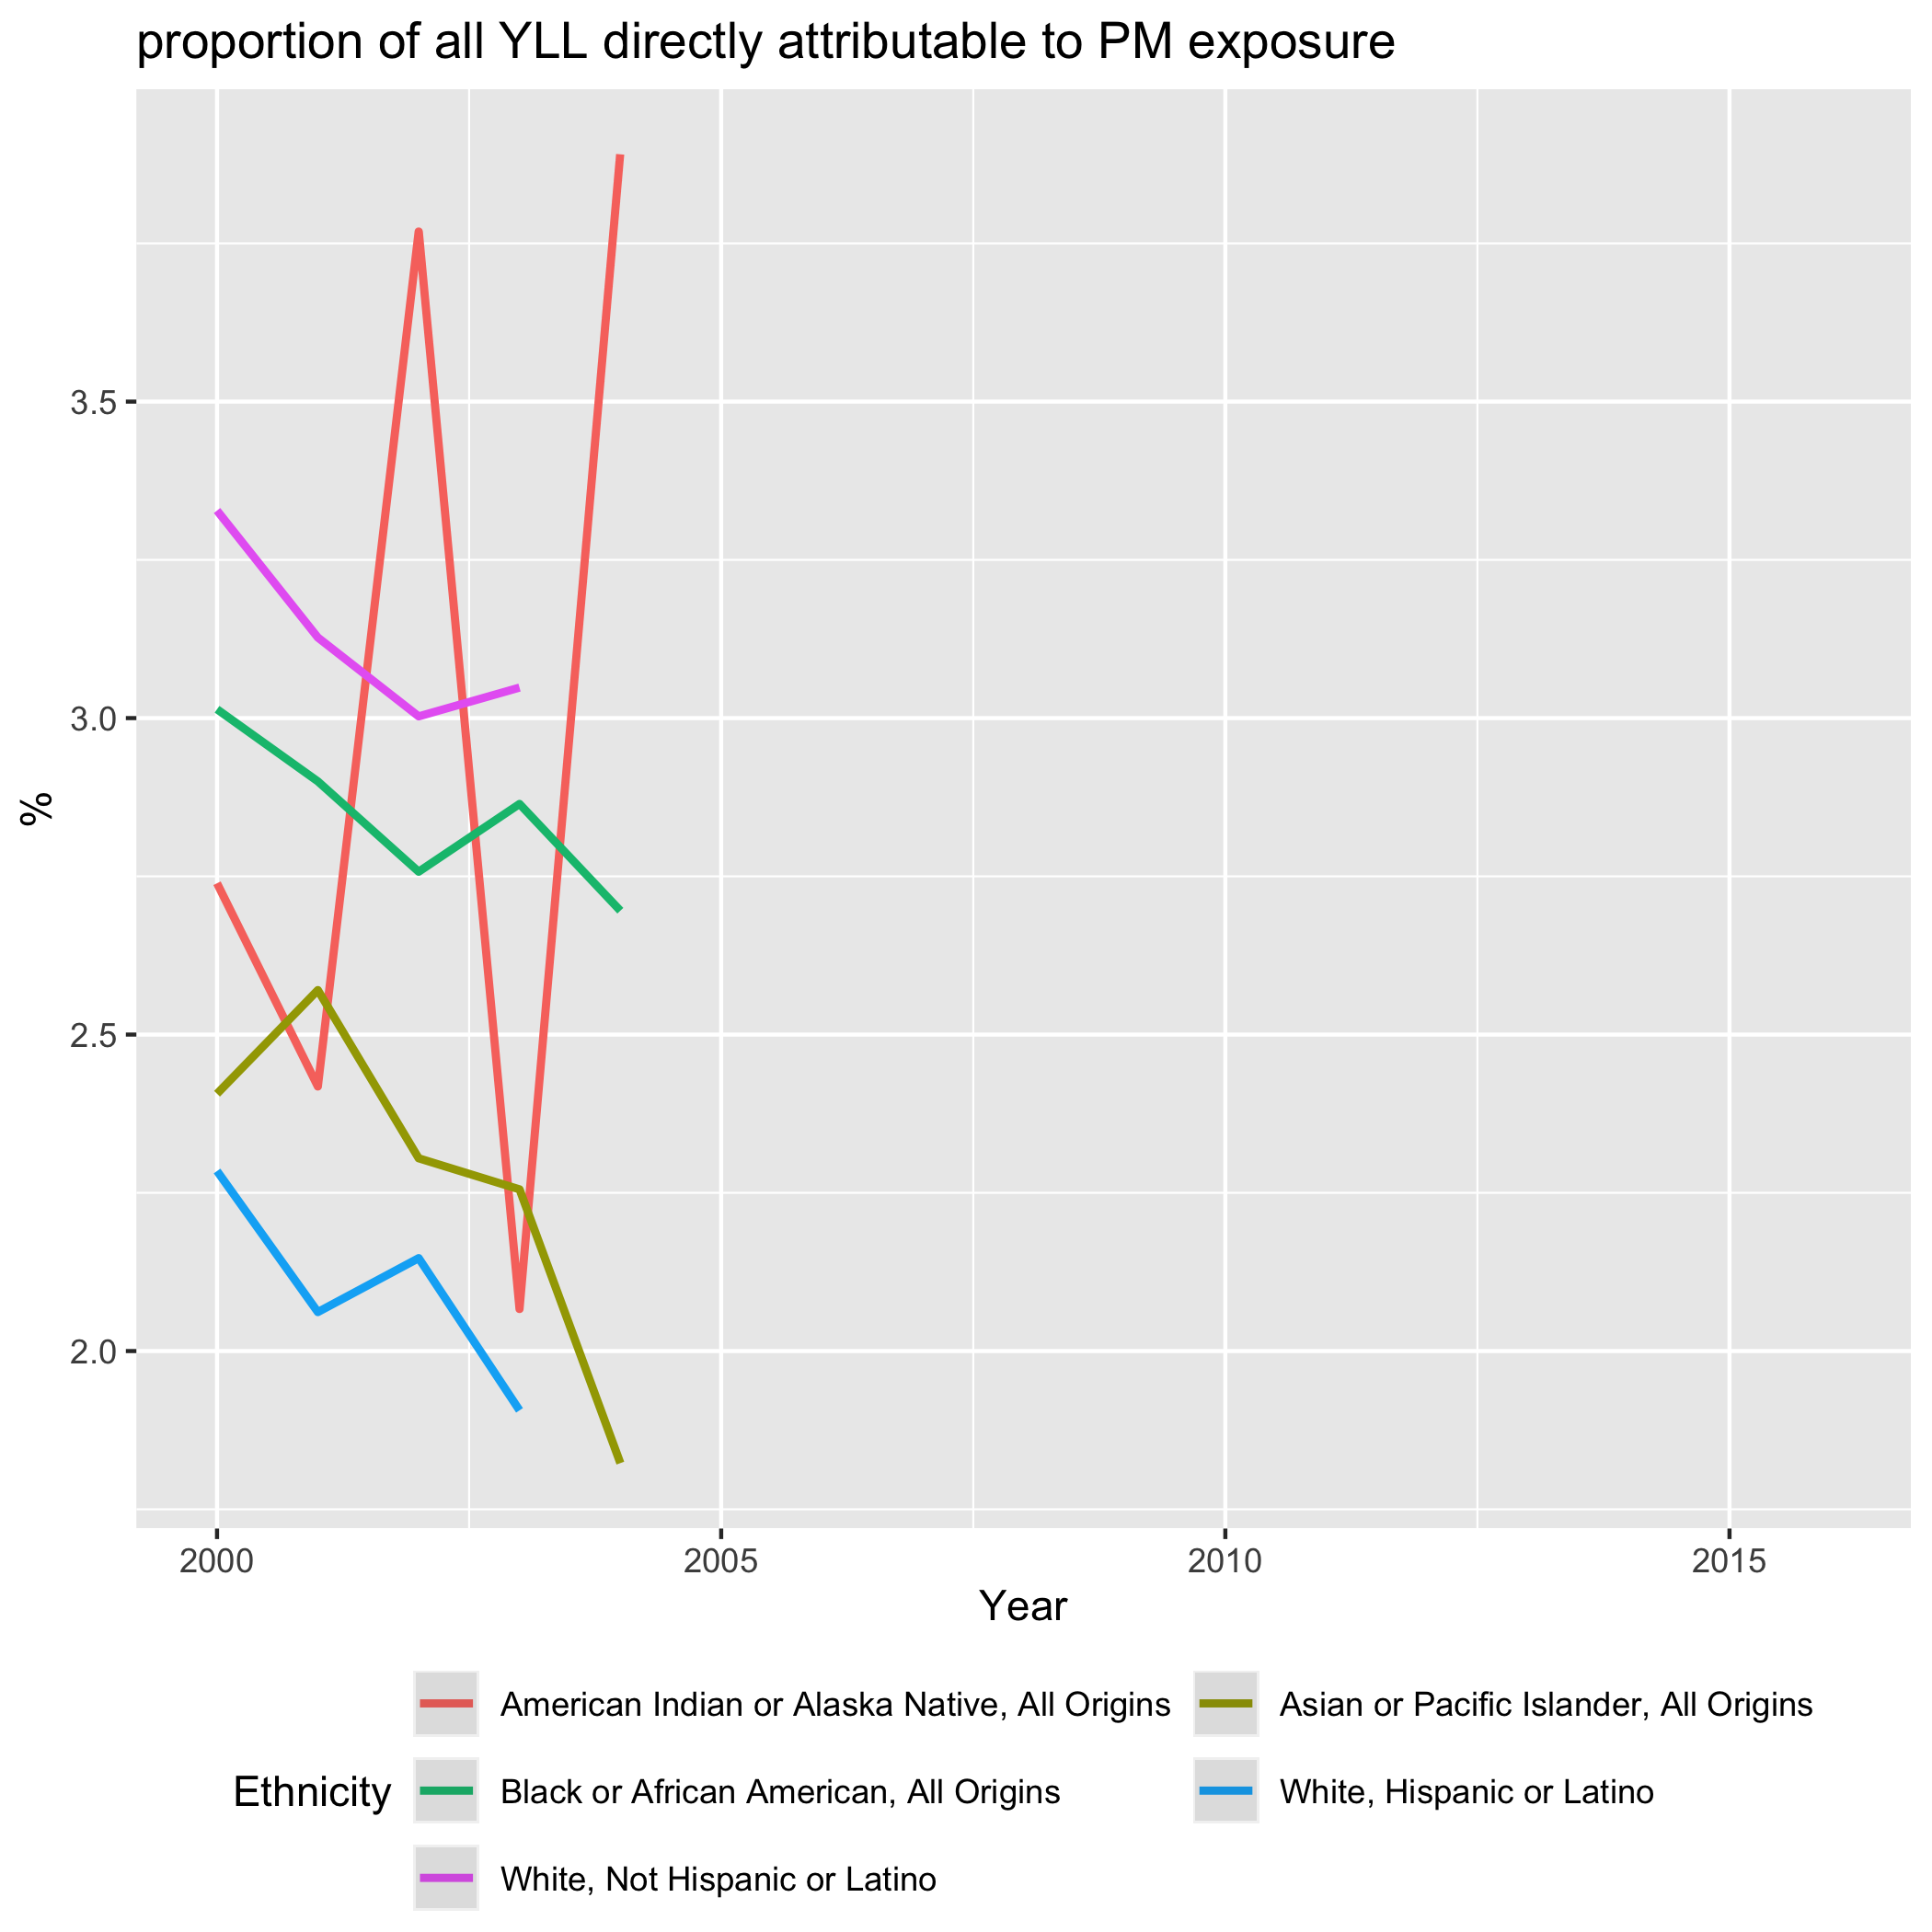 proportion of all YLL directly attributable to PM exposure
3.5
3.0
2.5
2.0
%
2000 2005 2010 2015
Year
Ethnicity
American Indian or Alaska Native, All Origins
Asian or Pacific Islander, All Origins
Black or African American, All Origins
White, Hispanic or Latino
White, Not Hispanic or Latino